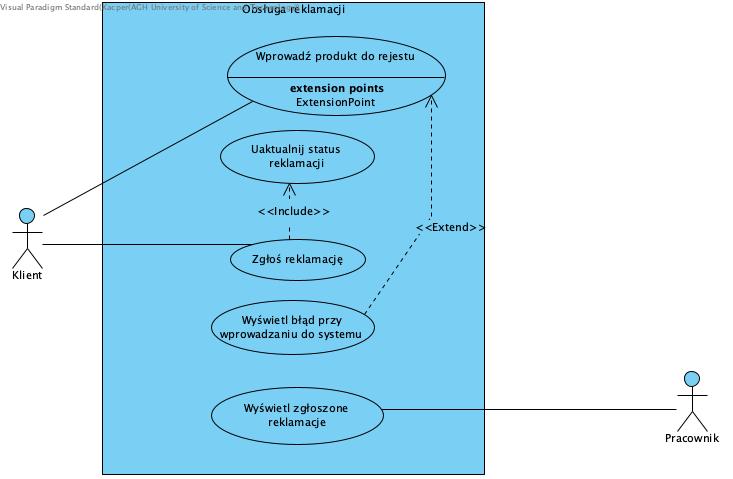 Visual Paradigm Standard(Kacper(AGH University of Science and
Obsługa reklamacji
Wprowadź produkt do rejestu
extension points
ExtensionPoint
Uaktualnij status
reklamacji
<<Include>>
<<Extend>>
Zgłoś reklamację
Klient
Wyświetl błąd przy
wprowadzaniu do systemu
Wyświetl zgłoszone
reklamacje
Pracownik